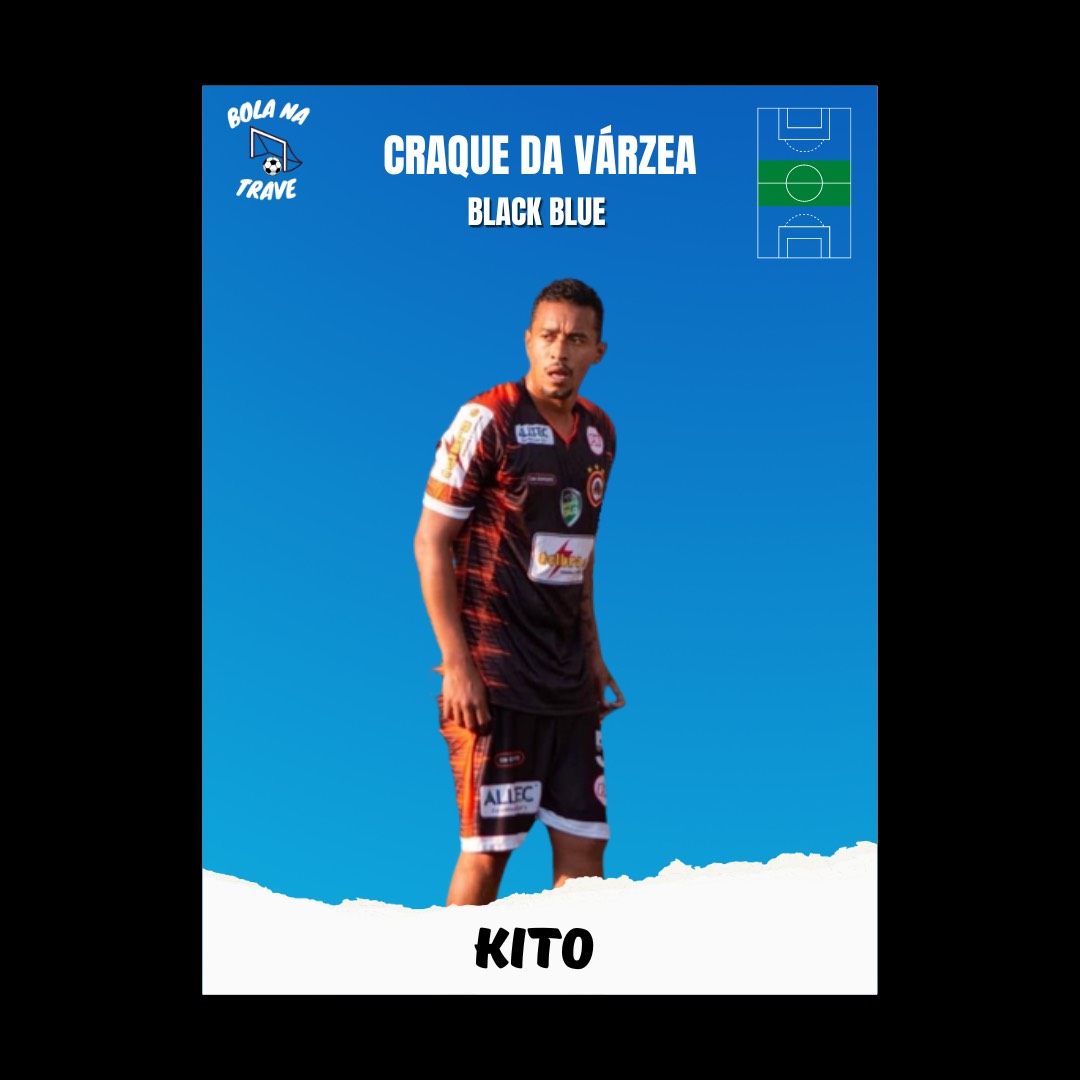 BOLA NA
TRAVE
CRAQUE DA VÁRZEA
BLACK BLUE
ALLEC
KITO